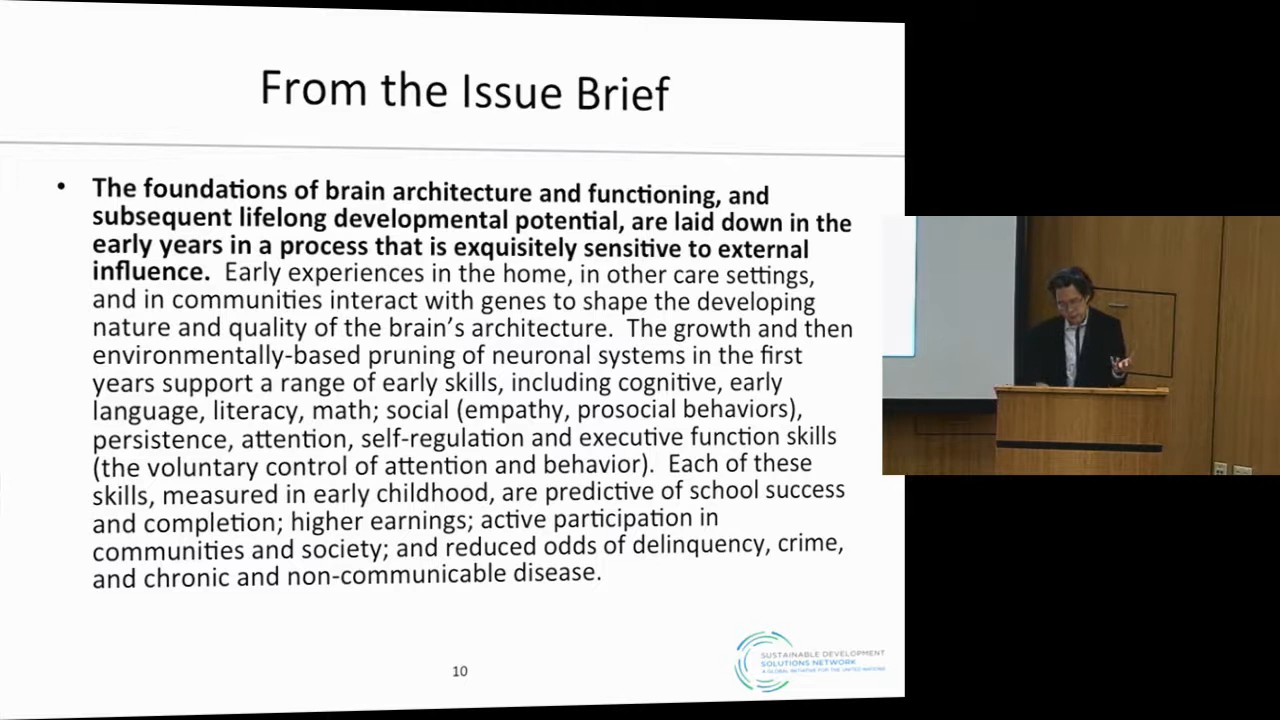 From the Issue Brief
• The foundations of brain architecture and functioning, and
subsequent lifelong developmental potential, are laid down in the
early years in a process that is exquisitely sensitive to external
influence. Early experiences in the home, in other care settings,
and in communities interact with genes to shape the developing
nature and quality of the brain's architecture. The growth and then
environmentally-based pruning of neuronal systems in the first
years support a range of early skills, including cognitive, early
language, literacy, math; social (empathy, prosocial behaviors),
persistence, attention, self-regulation and executive function skills
(the voluntary control of attention and behavior). Each of these
skills, measured in early childhood, are predictive of school success
and completion; higher earnings; active participation in
communities and society; and reduced odds of delinquency, crime,
and chronic and non-communicable disease.
10
SUSTAINABLE DEVELOPMENT
SOLUTIONS NETWORK
A GLOBAL INITIATIVE FOR THE UNITED NATIONS